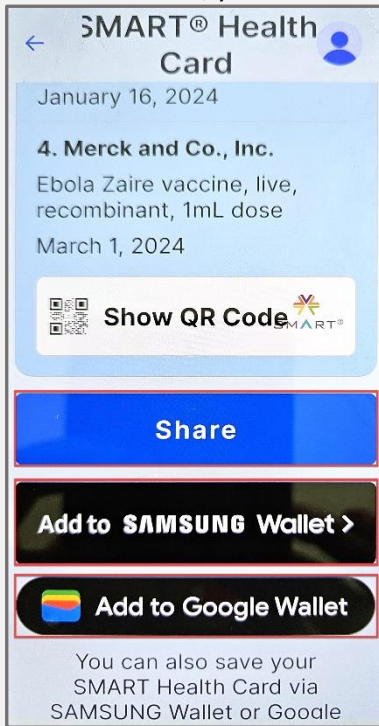 SMART® Health
Card
January 16, 2024
4. Merck and Co., Inc.
Ebola Zaire vaccine, live,
recombinant, 1mL dose
March 1, 2024
Show QR Code SMART®
Share
Add to SAMSUNG Wallet >
Add to Google Wallet
You can also save your
SMART Health Card via
SAMSUNG Wallet or Google